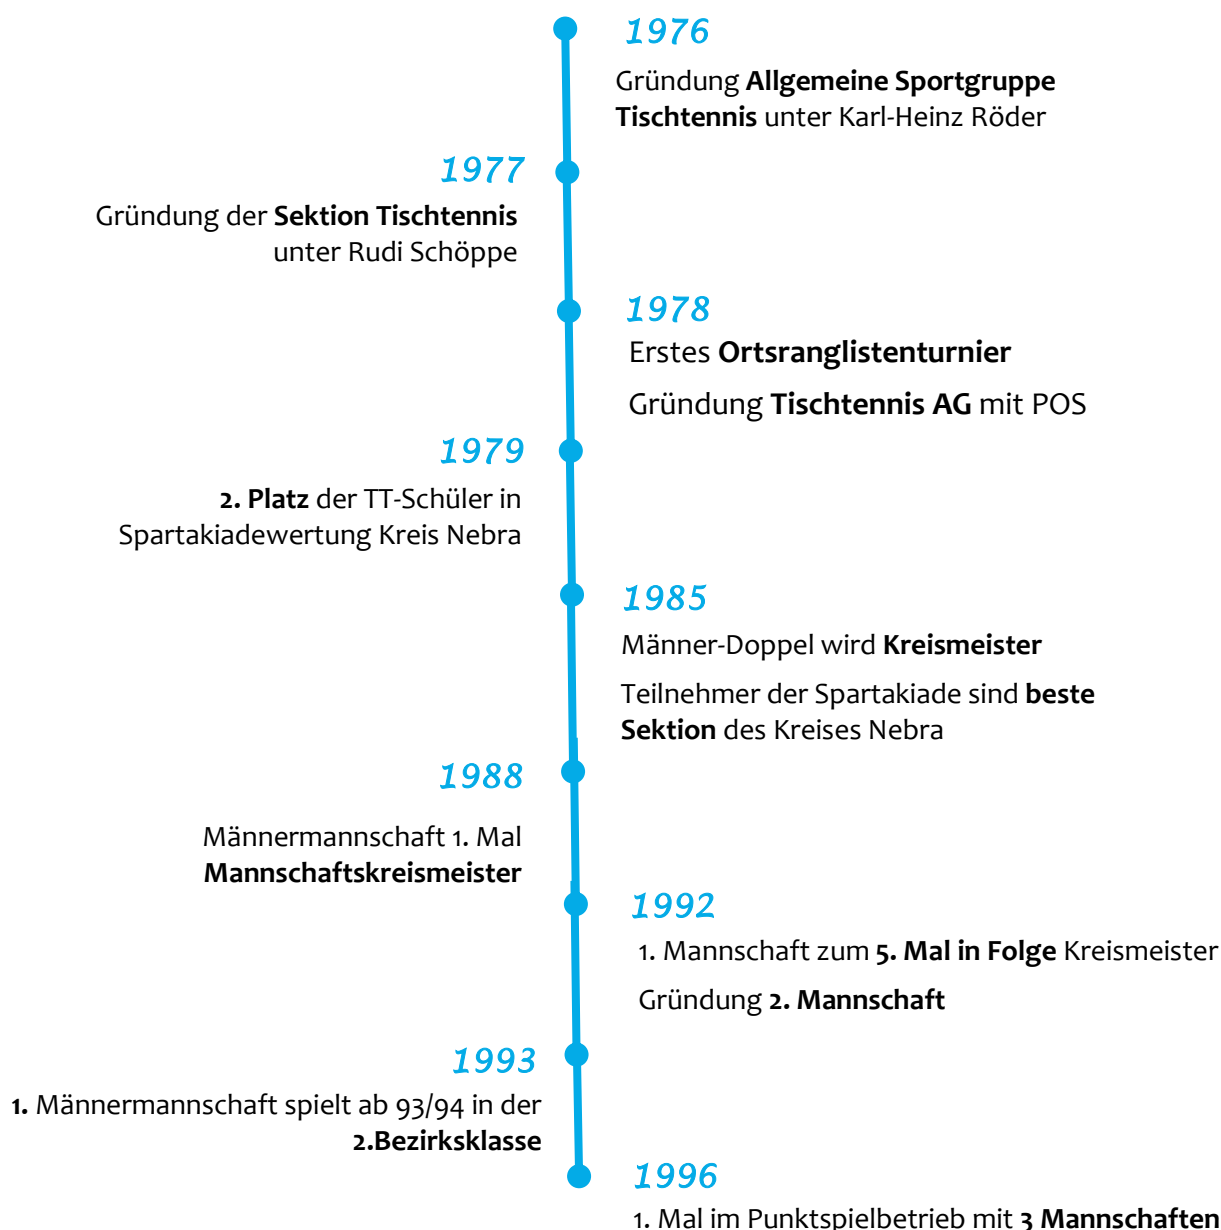 1976
Gründung Allgemeine Sportgruppe
Tischtennis unter Karl-Heinz Röder
1977
Gründung der Sektion Tischtennis
unter Rudi Schöppe
1978
Erstes Ortsranglistenturnier
Gründung Tischtennis AG mit POS
1979
2. Platz der TT-Schüler in
Spartakiadewertung Kreis Nebra
1985
Männer-Doppel wird Kreismeister
Teilnehmer der Spartakiade sind beste
Sektion des Kreises Nebra
1988
Männermannschaft 1. Mal
Mannschaftskreismeister
1992
1. Mannschaft zum 5. Mal in Folge Kreismeister
Gründung 2. Mannschaft
1993
1. Männermannschaft spielt ab 93/94 in der
2.Bezirksklasse
1996
1. Mal im Punktspielbetrieb mit 3 Mannschaften